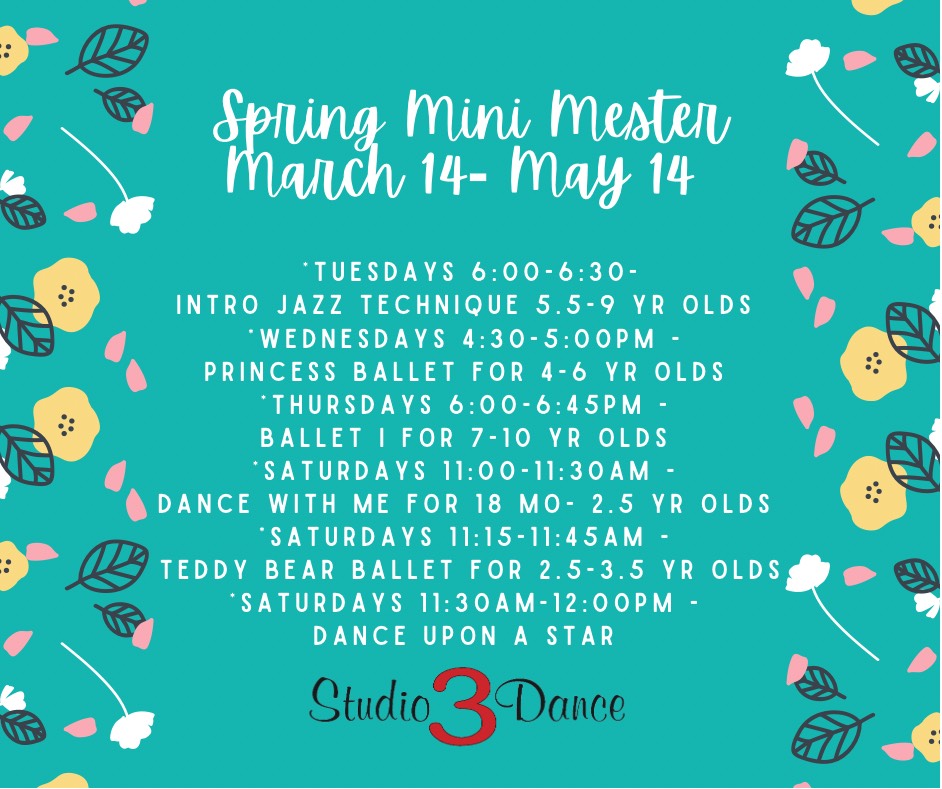 Spring Mini Mester
March 14- May 14
*TUESDAYS 6:00-6:30-
INTRO JAZZ TECHNIQUE 5.5-9 YR OLDS
*WEDNESDAYS 4:30-5:00PM -
PRINCESS BALLET FOR 4-6 YR OLDS
*THURSDAYS 6:00-6:45PM -
BALLET I FOR 7-10 YR OLDS
*SATURDAYS 11:00-11:30AM -
DANCE WITH ME FOR 18 MO- 2.5 YR OLDS
*SATURDAYS 11:15-11:45AM -
TEDDY BEAR BALLET FOR 2.5-3.5 YR OLDS
*SATURDAYS 11:30AM-12:00PM -
DANCE UPON A STAR
Studio 3 Dance